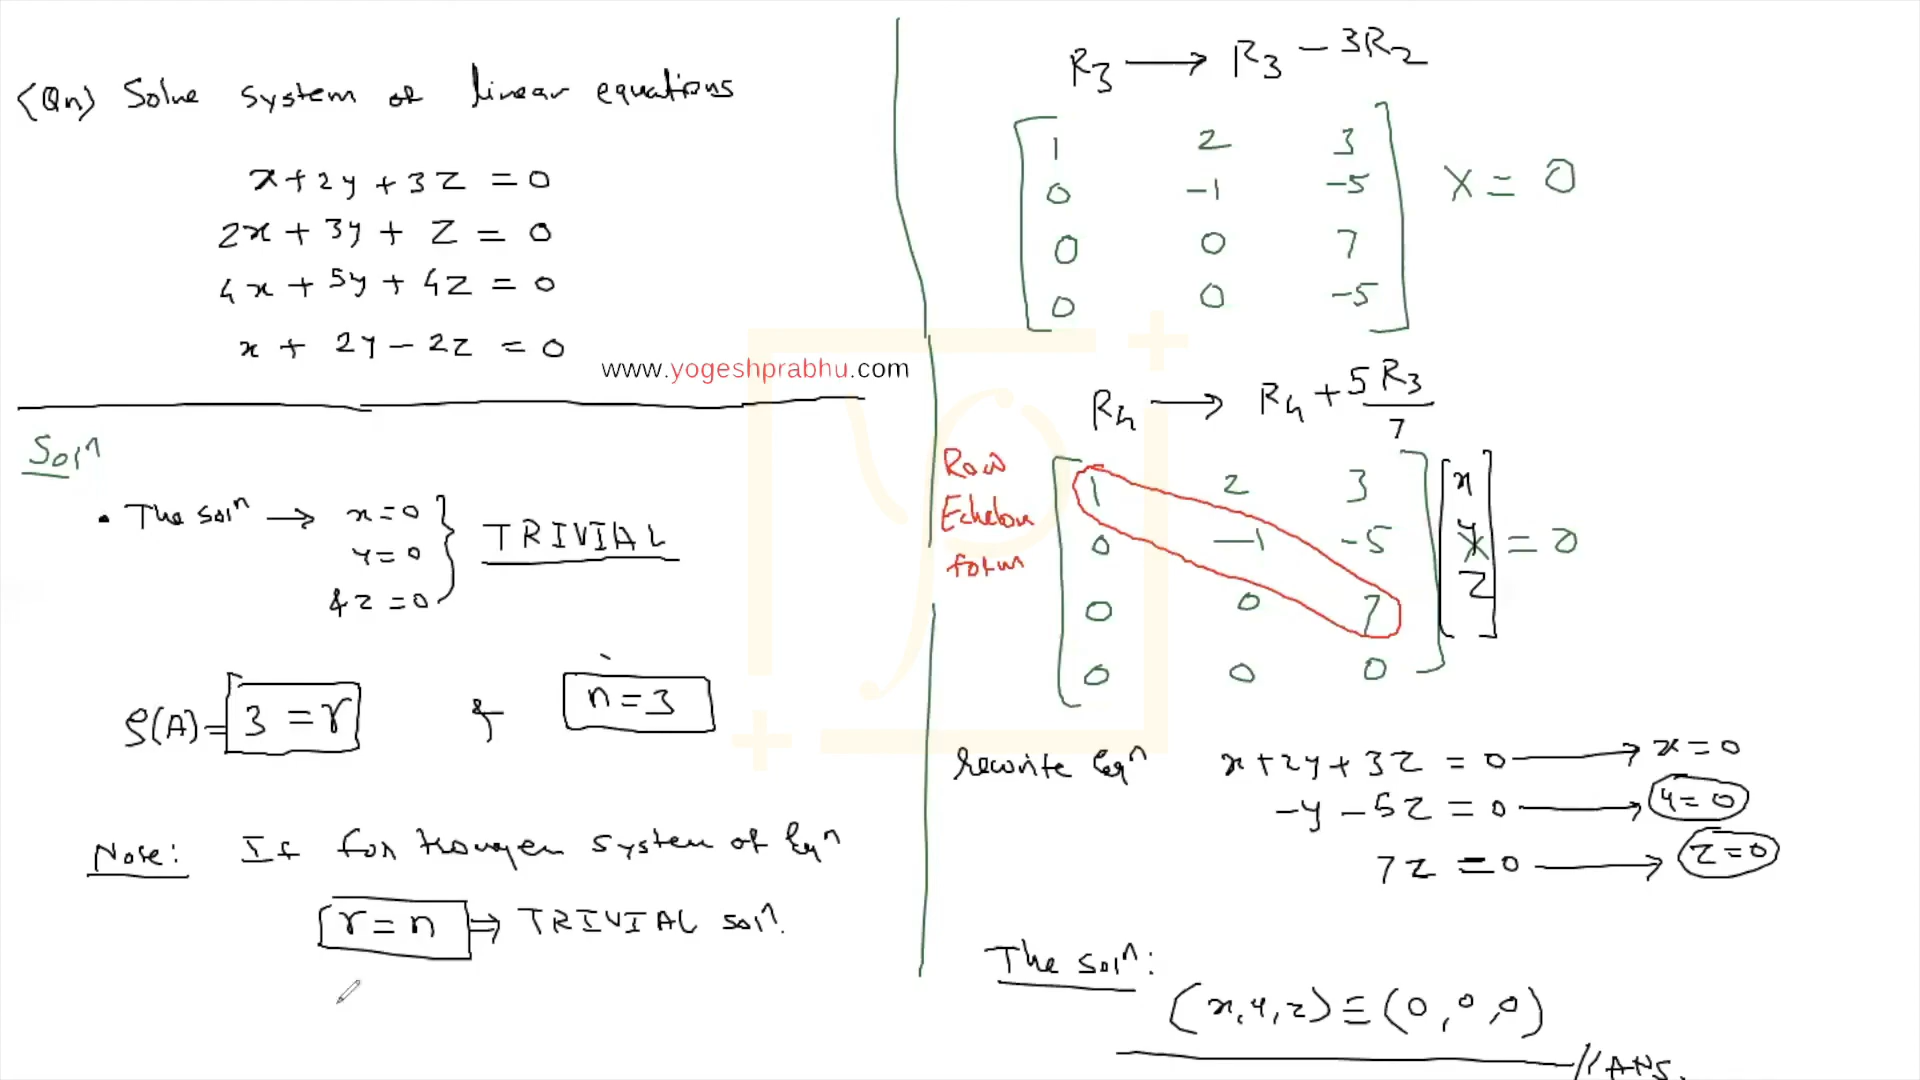 (Qn) Solve system of linear equations
x + 2y + 3z = 0
2x + 3y + z = 0
4x + 5y + 4z = 0
x + 2y - 2z = 0
www.yogeshprabhu.com
Solⁿ
• The solⁿ → x = 0
y = 0
& z = 0
} TRIVIAL
ρ(A) = 3 = r & n = 3
Note: If for homogen system of Eqⁿ
r = n ⇒ TRIVIAL solⁿ.
R₃ → R₃ - 3R₂
[ 1 2 3
0 -1 -5
0 0 7
0 0 -5 ] X = 0
R₄ → R₄ + 5R₃/7
Row
Echelon
form
[ 1 2 3
0 -1 -5
0 0 7
0 0 0 ] [ x
y
z ] = 0
Rewrite Eqⁿ x + 2y + 3z = 0 → x = 0
-y - 5z = 0 → y = 0
7z = 0 → z = 0
The solⁿ:
(x, y, z) ≡ (0, 0, 0)
// ANS.